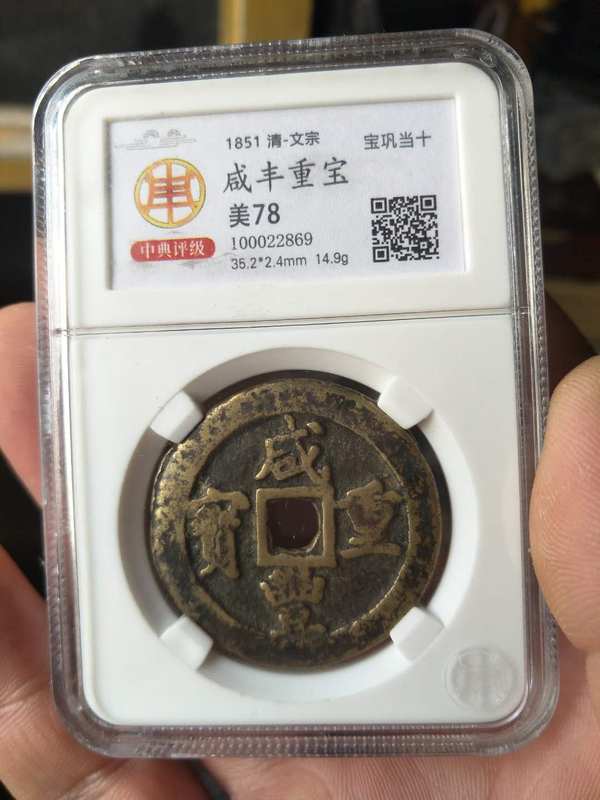 1851 清-文宗 宝巩当十
咸丰重宝
美78
中典评级
100022869
35.2*2.4mm 14.9g
咸
寶 重
豐